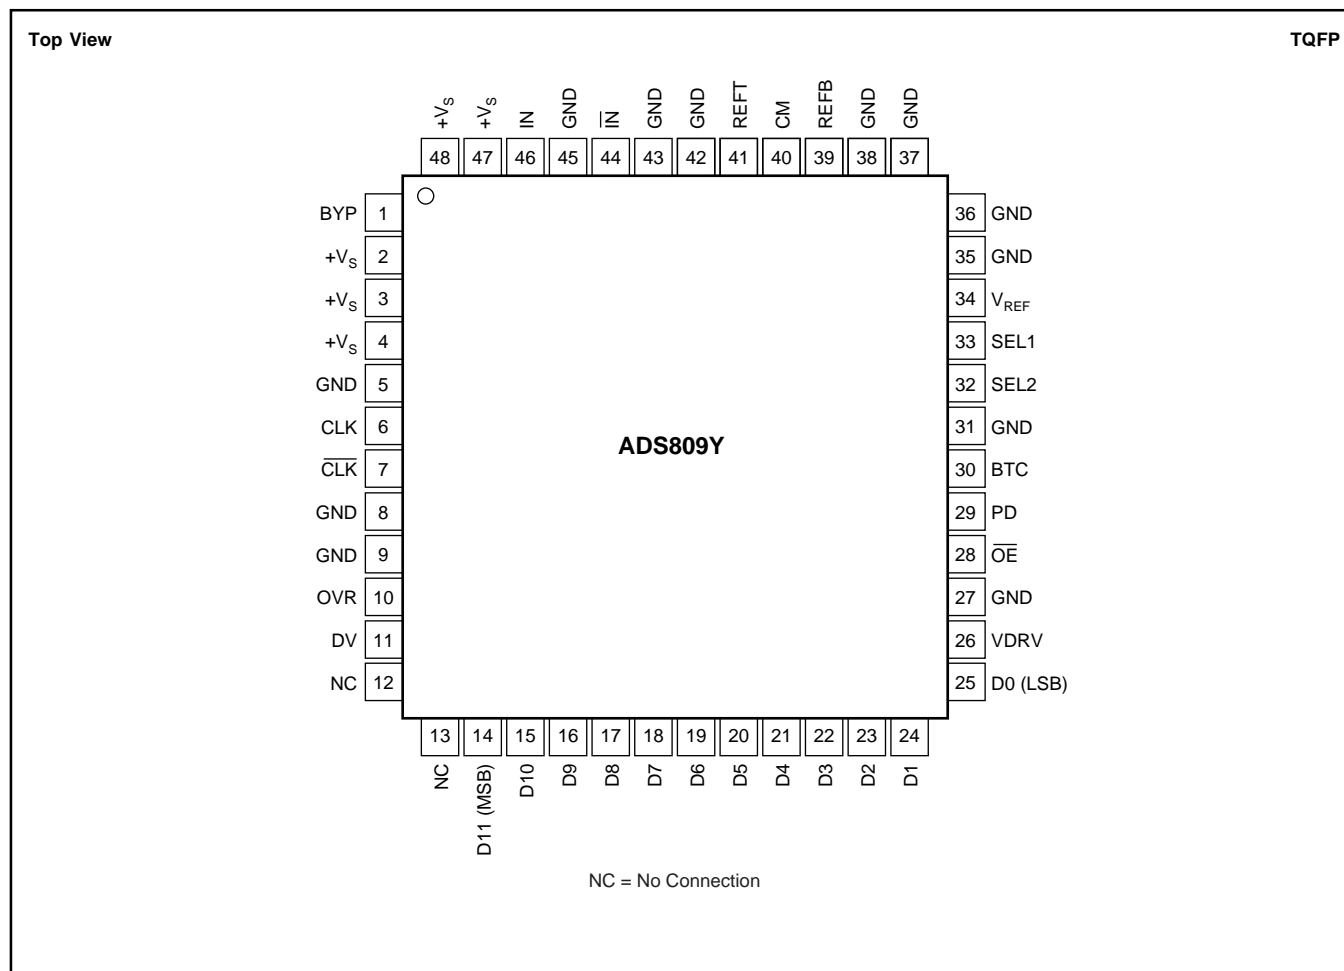 Top View
TQFP
+VS
+VS
IN
GND
I̅N̅
GND
GND
REFT
CM
REFB
GND
GND
48 47 46 45 44 43 42 41 40 39 38 37
BYP 1
+VS 2
+VS 3
+VS 4
GND 5
CLK 6
C̅L̅K̅ 7
GND 8
GND 9
OVR 10
DV 11
NC 12
ADS809Y
36 GND
35 GND
34 VREF
33 SEL1
32 SEL2
31 GND
30 BTC
29 PD
28 O̅E̅
27 GND
26 VDRV
25 D0 (LSB)
13 14 15 16 17 18 19 20 21 22 23 24
NC
D11 (MSB)
D10
D9
D8
D7
D6
D5
D4
D3
D2
D1
NC = No Connection